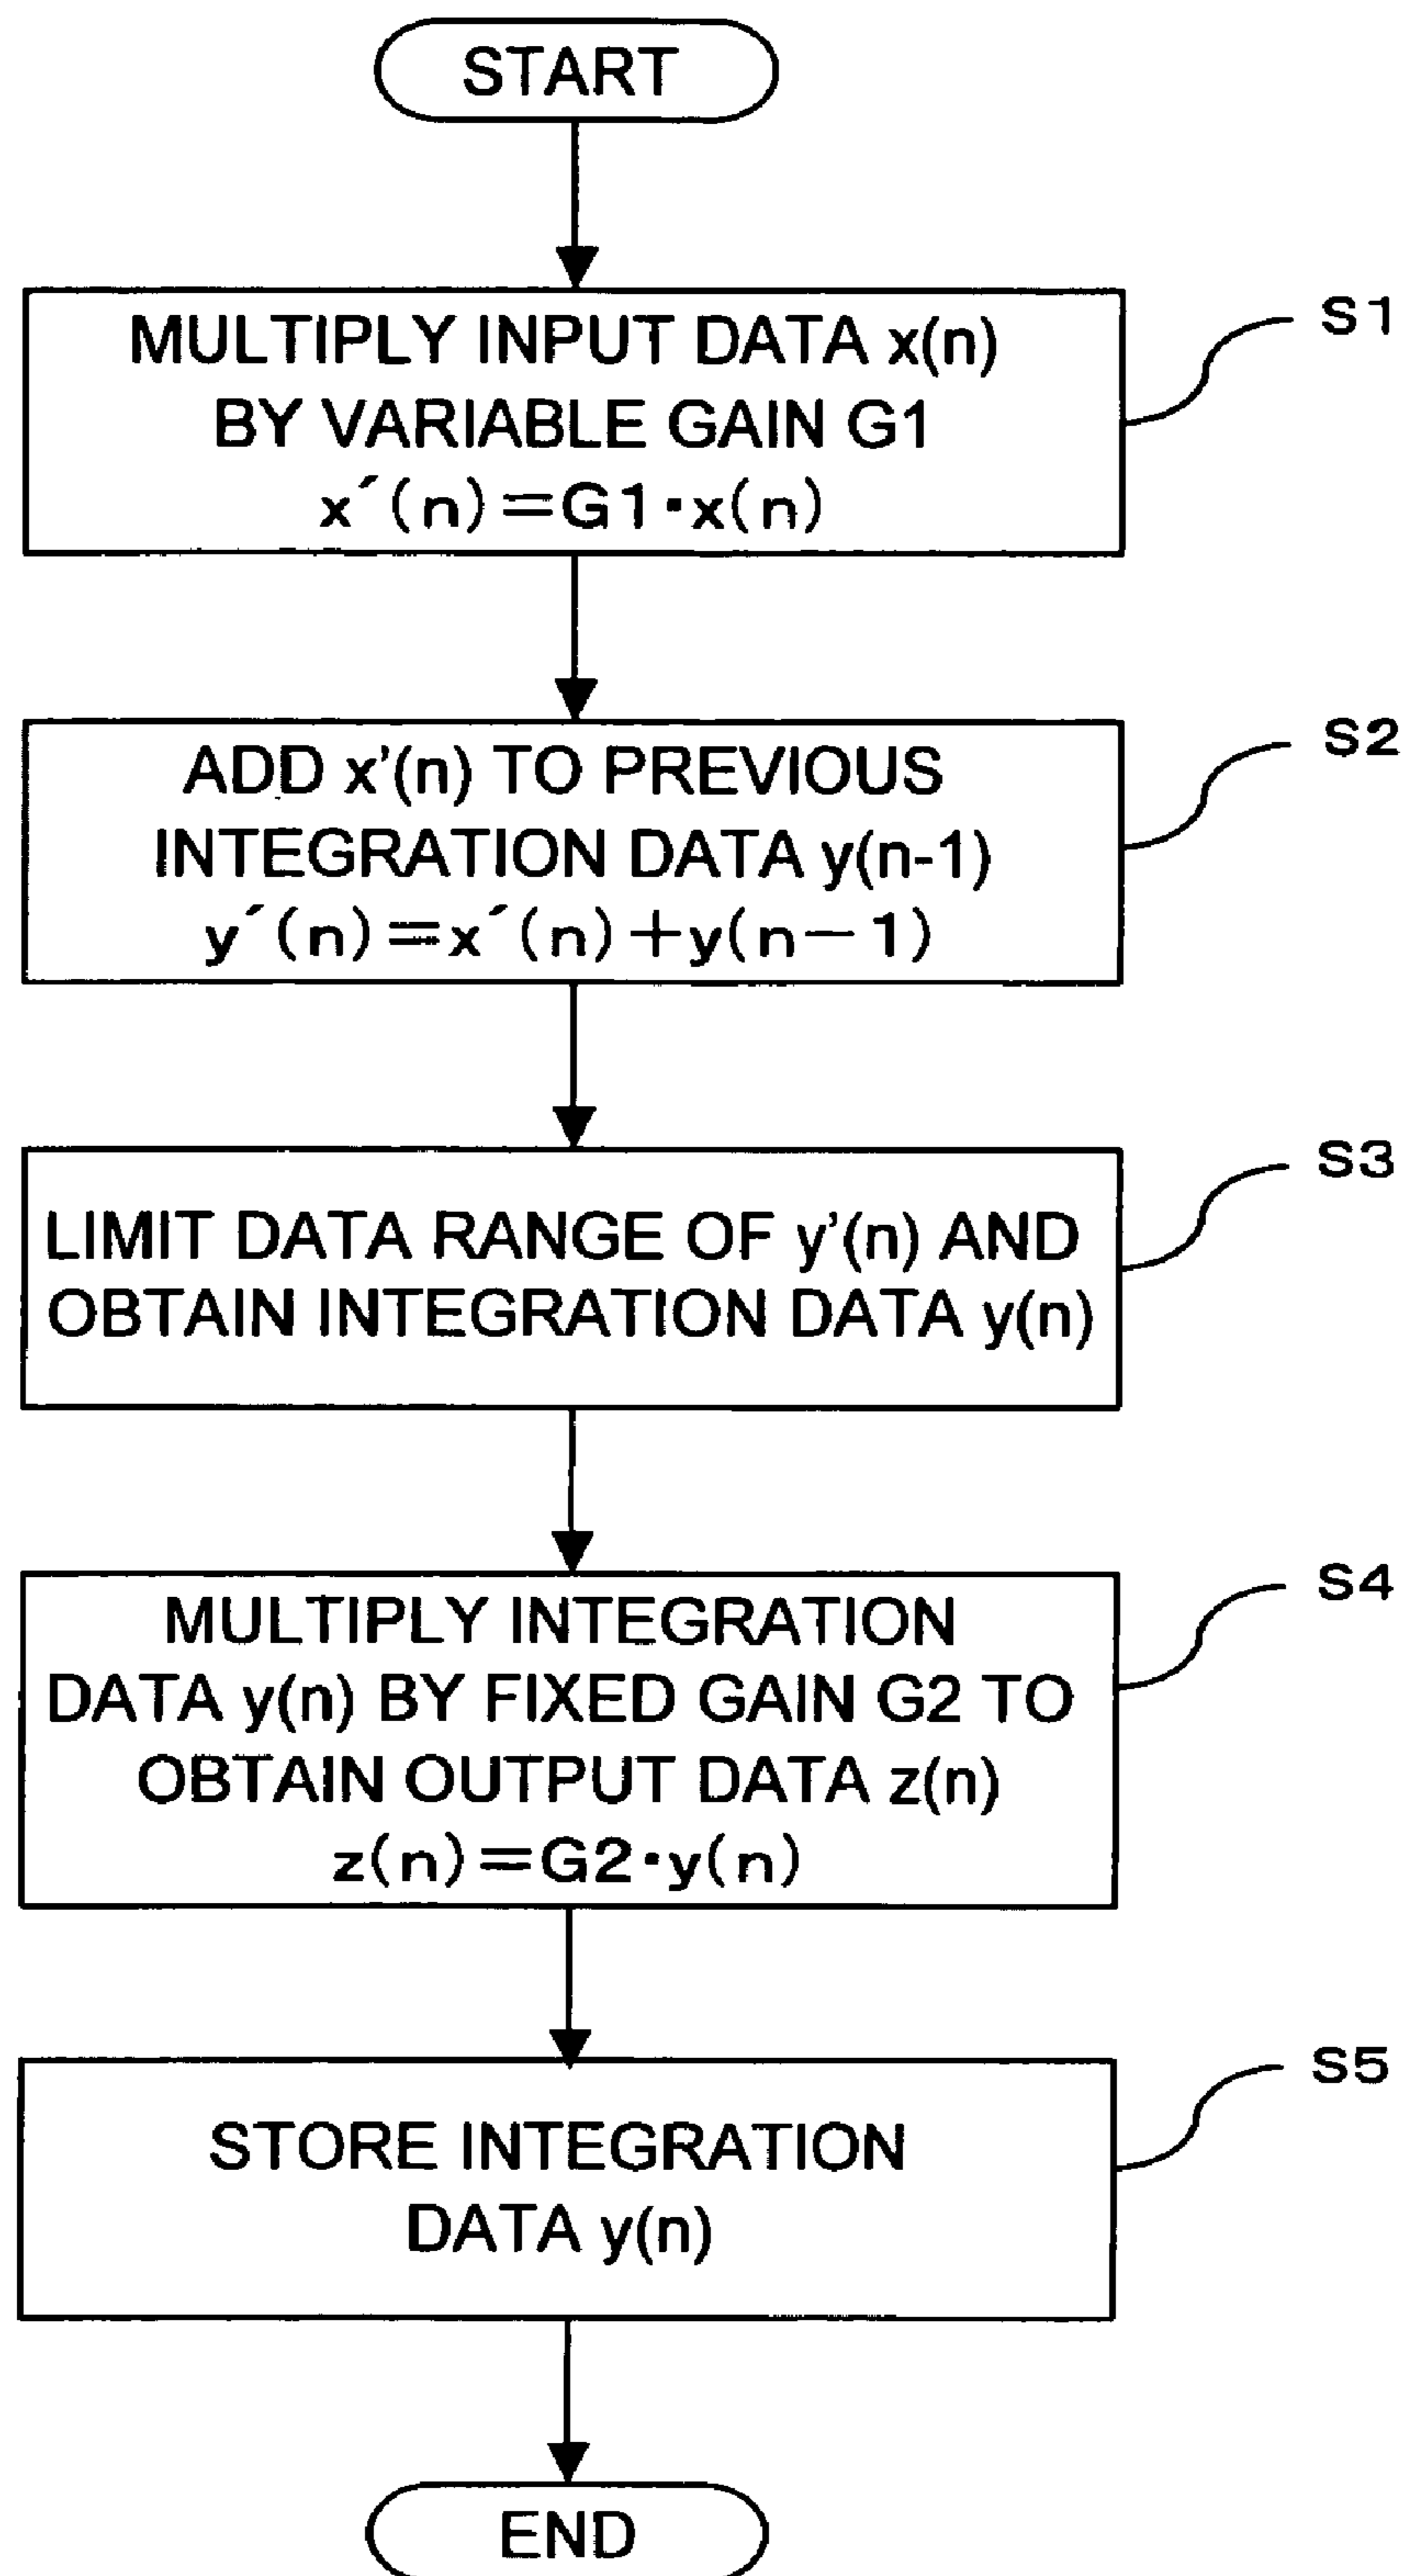 START
MULTIPLY INPUT DATA x(n)
BY VARIABLE GAIN G1
x´(n)=G1·x(n)
S1
ADD x'(n) TO PREVIOUS
INTEGRATION DATA y(n-1)
y´(n)=x´(n)+y(n−1)
S2
LIMIT DATA RANGE OF y'(n) AND
OBTAIN INTEGRATION DATA y(n)
S3
MULTIPLY INTEGRATION
DATA y(n) BY FIXED GAIN G2 TO
OBTAIN OUTPUT DATA z(n)
z(n)=G2·y(n)
S4
STORE INTEGRATION
DATA y(n)
S5
END